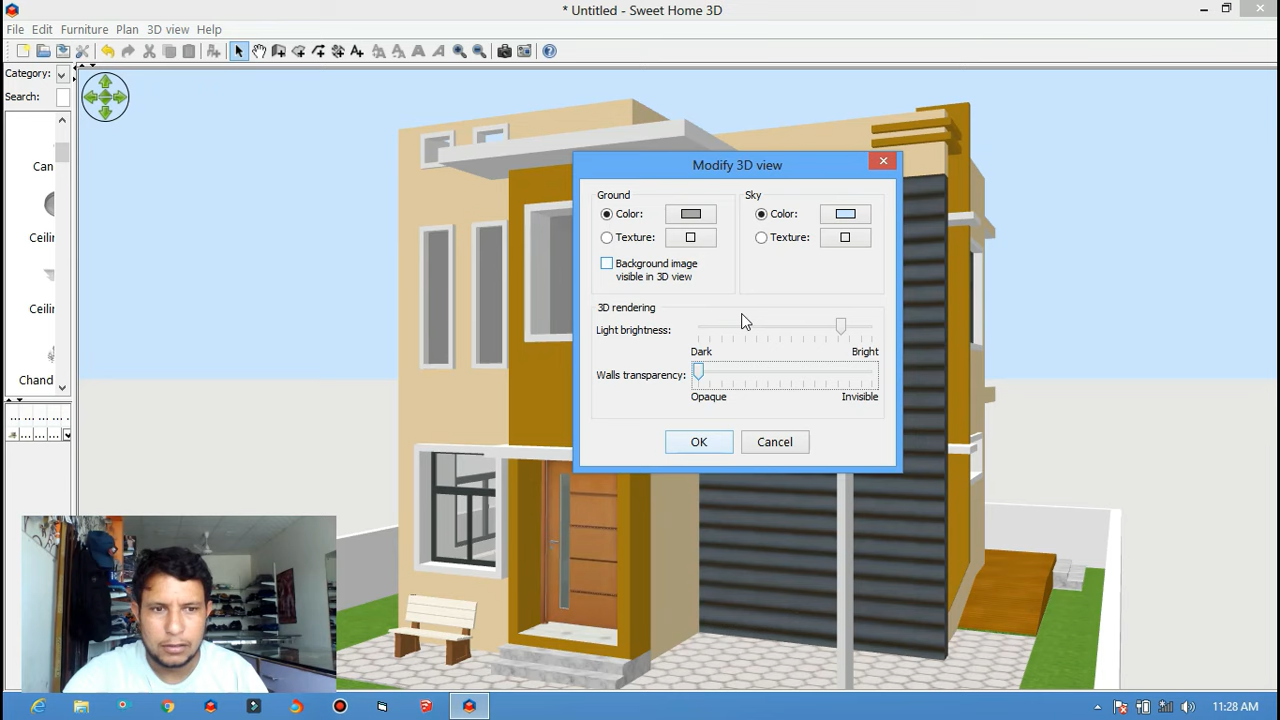 * Untitled - Sweet Home 3D
File Edit Furniture Plan 3D view Help
Category:
Search:
Can
Ceilin
Ceilin
Chand
Modify 3D view
Ground
Sky
Color:
Color:
Texture:
Texture:
Background image
visible in 3D view
3D rendering
Light brightness:
Dark
Bright
Walls transparency:
Opaque
Invisible
OK
Cancel
11:28 AM